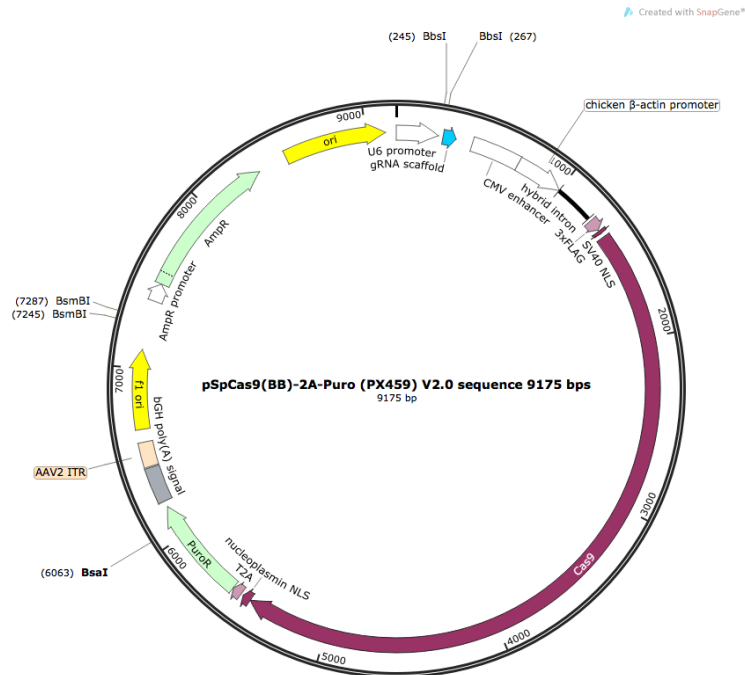 Created with SnapGene®
(245) BbsI
BbsI (267)
chicken β-actin promoter
9000
1000
ori
U6 promoter
gRNA scaffold
CMV enhancer
hybrid intron
3xFLAG
SV40 NLS
8000
AmpR
AmpR promoter
2000
(7287) BsmBI
(7245) BsmBI
7000
f1 ori
pSpCas9(BB)-2A-Puro (PX459) V2.0 sequence 9175 bps
9175 bp
bGH poly(A) signal
AAV2 ITR
3000
(6063) BsaI
6000
PuroR
T2A
nucleoplasmin NLS
Cas9
4000
5000